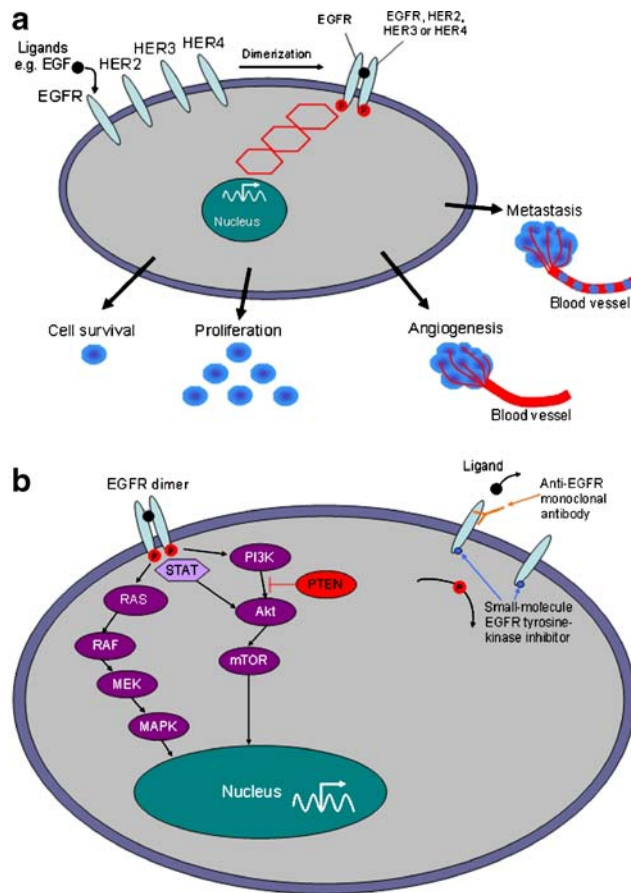 a
Ligands
e.g. EGF
EGFR
HER2
HER3
HER4
Dimerization
EGFR
EGFR, HER2,
HER3 or HER4
P
P
Nucleus
Metastasis
Blood vessel
Cell survival
Proliferation
Angiogenesis
Blood vessel
b
EGFR dimer
P
P
STAT
PI3K
PTEN
RAS
Akt
RAF
mTOR
MEK
MAPK
Nucleus
Ligand
Anti-EGFR
monoclonal
antibody
P
Small-molecule
EGFR tyrosine-
kinase inhibitor